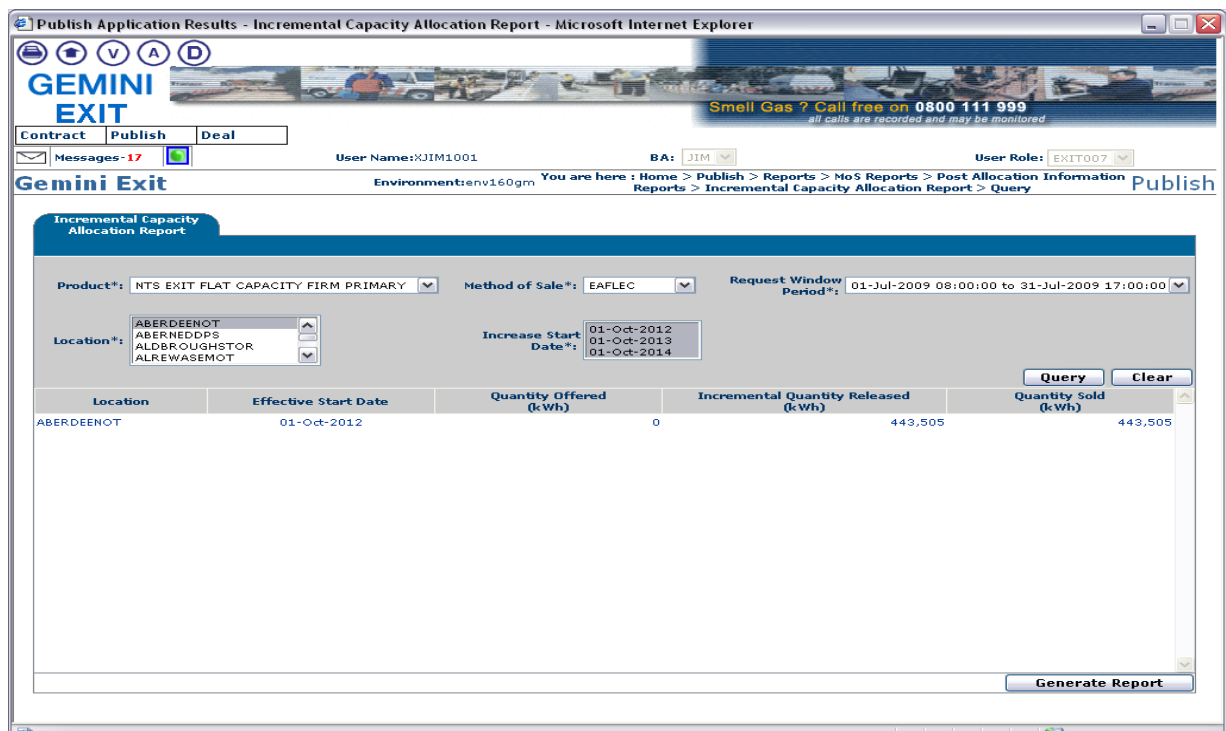 Publish Application Results - Incremental Capacity Allocation Report - Microsoft Internet Explorer
V A D
GEMINI
EXIT
Smell Gas ? Call free on 0800 111 999
all calls are recorded and may be monitored
Contract Publish Deal
Messages-17 User Name:XJIM1001 BA: JIM User Role: EXIT007
Gemini Exit Environment:env160gm You are here : Home > Publish > Reports > MoS Reports > Post Allocation Information
Reports > Incremental Capacity Allocation Report > Query Publish
Incremental Capacity
Allocation Report
Product*: NTS EXIT FLAT CAPACITY FIRM PRIMARY Method of Sale*: EAFLEC Request Window
Period*: 01-Jul-2009 08:00:00 to 31-Jul-2009 17:00:00
Location*: ABERDEENOT
ABERNEDDPS
ALDBROUGHSTOR
ALREWASEMOT
Increase Start
Date*: 01-Oct-2012
01-Oct-2013
01-Oct-2014
Query Clear
Location Effective Start Date Quantity Offered
(kWh) Incremental Quantity Released
(kWh) Quantity Sold
(kWh)
ABERDEENOT 01-Oct-2012 0 443,505 443,505
Generate Report